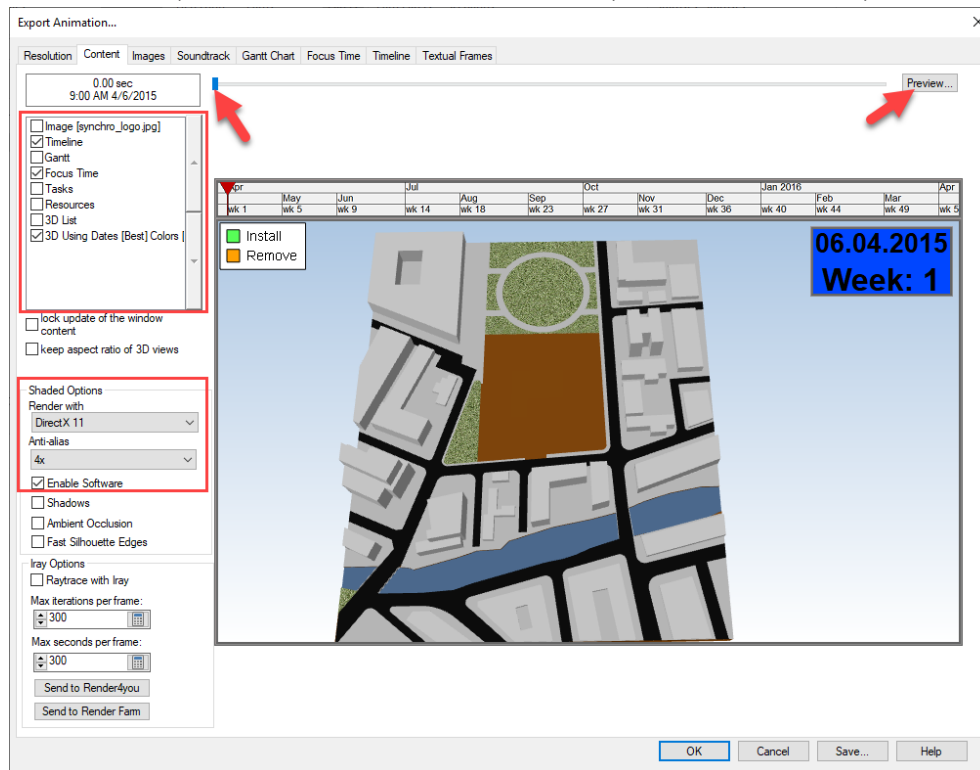 Export Animation...
Resolution Content Images Soundtrack Gantt Chart Focus Time Timeline Textual Frames
0.00 sec
9:00 AM 4/6/2015
Preview...
Image [synchro_logo.jpg]
Timeline
Gantt
Focus Time
Tasks
Resources
3D List
3D Using Dates [Best] Colors [
lock update of the window
content
keep aspect ratio of 3D views
Shaded Options
Render with
DirectX 11
Anti-alias
4x
Enable Software
Shadows
Ambient Occlusion
Fast Silhouette Edges
Iray Options
Raytrace with Iray
Max iterations per frame:
300
Max seconds per frame:
300
Send to Render4you
Send to Render Farm
Apr Jul Oct Jan 2016 Apr
May Jun Aug Sep Nov Dec Feb Mar
wk 1 wk 5 wk 9 wk 14 wk 18 wk 23 wk 27 wk 31 wk 36 wk 40 wk 44 wk 49 wk 5
Install
Remove
06.04.2015
Week: 1
OK Cancel Save... Help